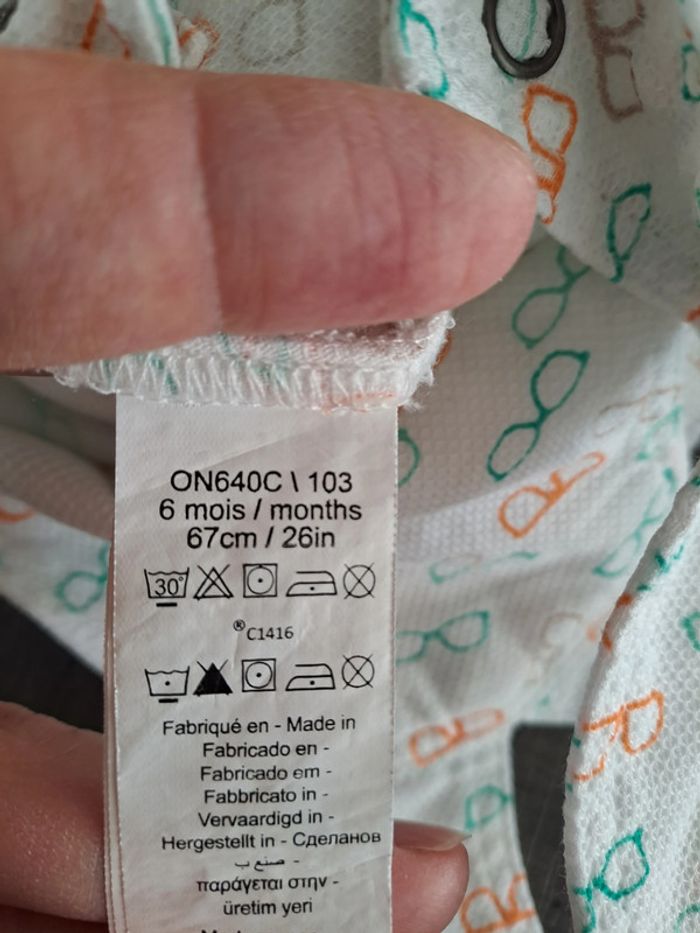 ON640C \ 103
6 mois / months
67cm / 26in
30°
®C1416
Fabriqué en - Made in
Fabricado en -
Fabricado em -
Fabbricato in -
Vervaardigd in -
Hergestellt in - Сделанов
صنع ب -
παράγεται στην -
üretim yeri